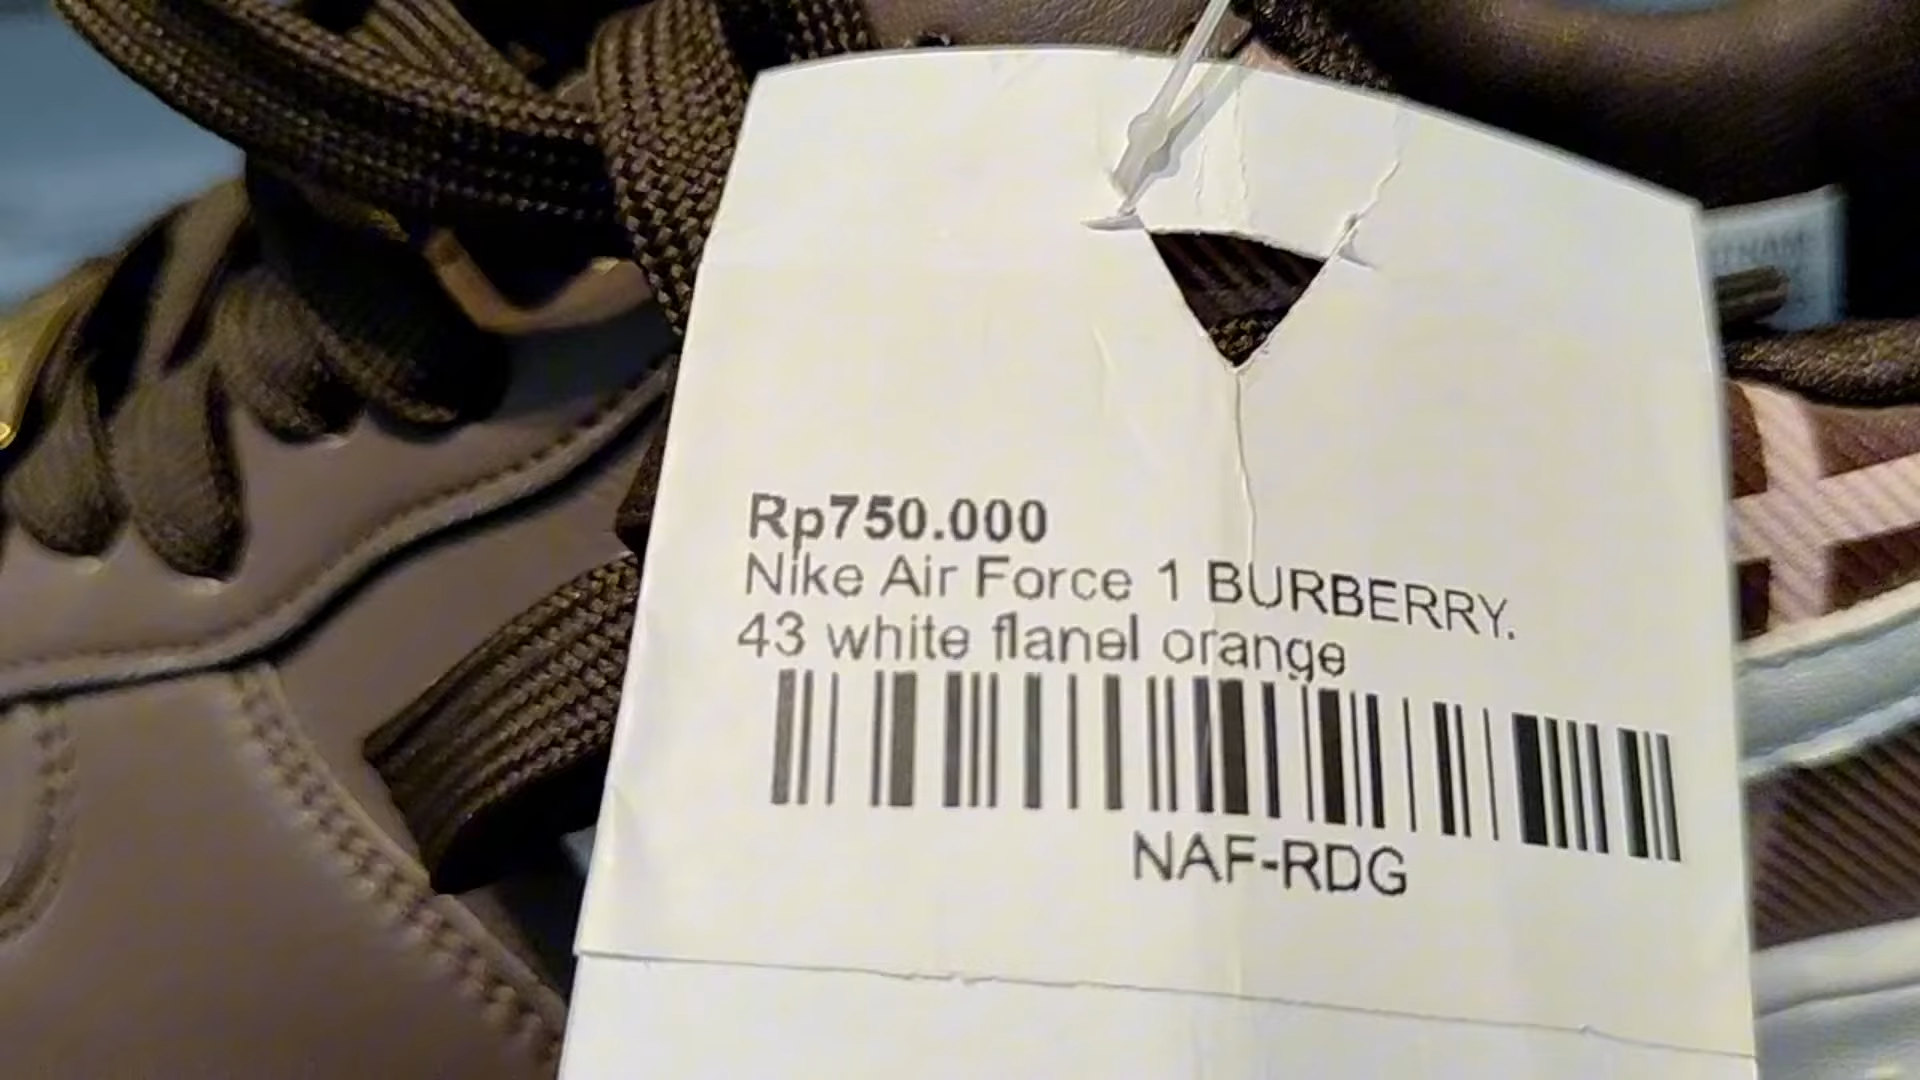 Rp750.000
Nike Air Force 1 BURBERRY.
43 white flanel orange
NAF-RDG